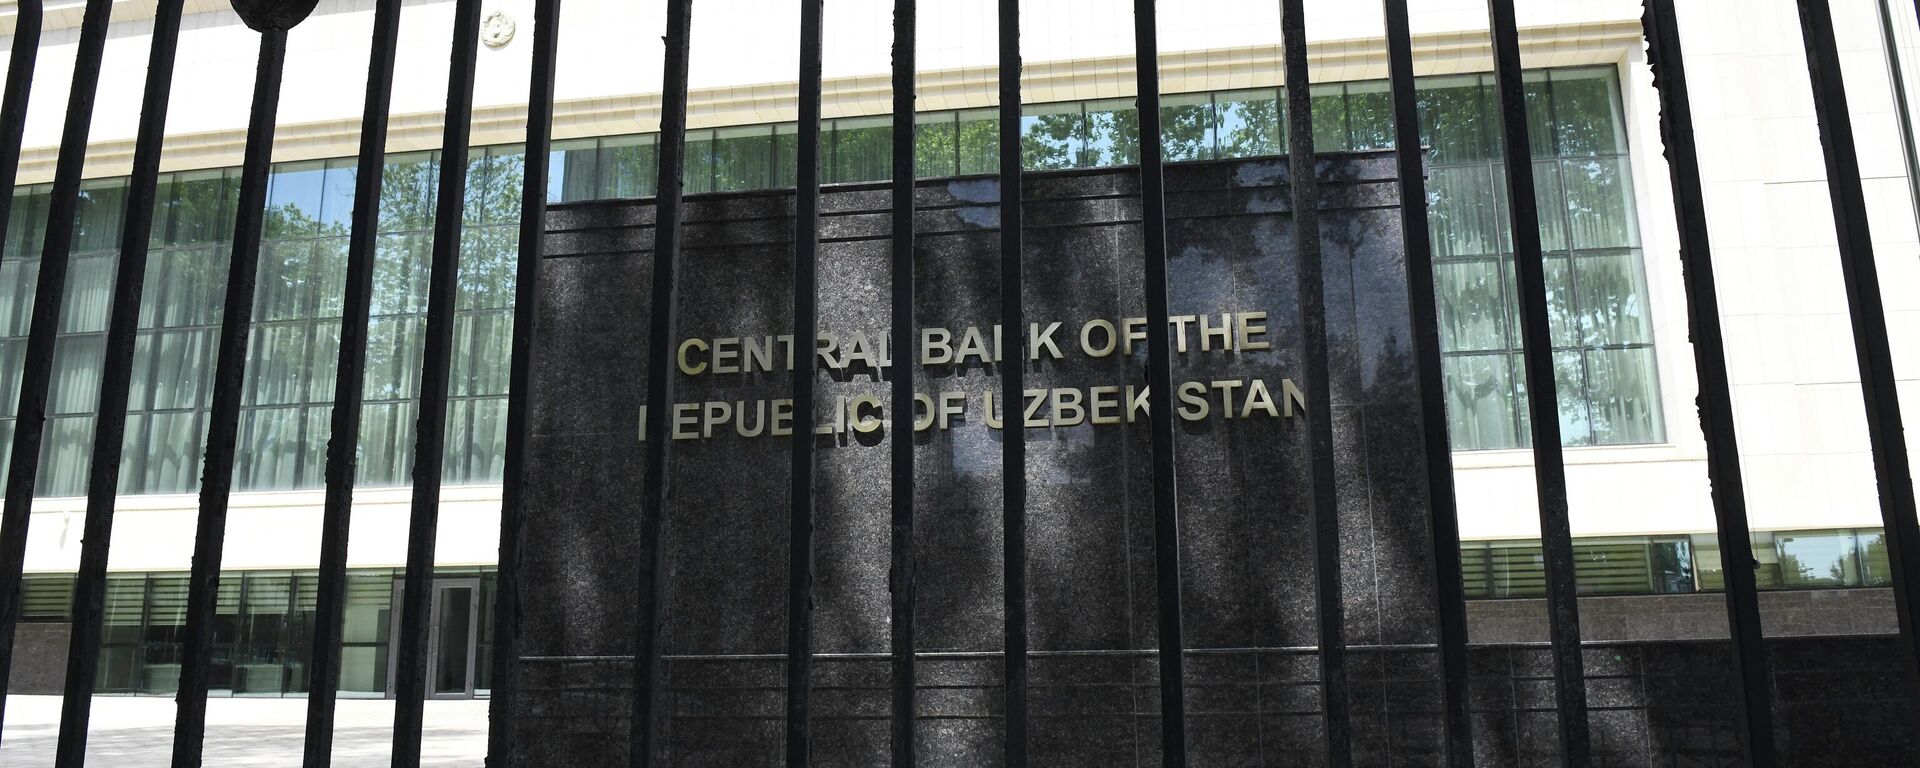 CENTRAL BANK OF THE
REPUBLIC OF UZBEKISTAN